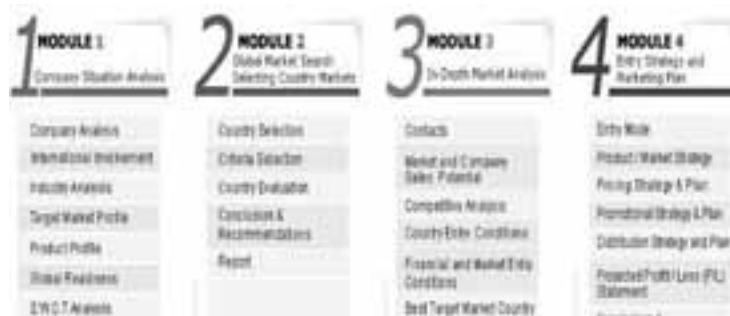 1 MODULE 1
Company Situation Analysis
Company Analysis
International Involvement
Industry Analysis
Target Market Profile
Product Profile
Global Readiness
S.W.O.T Analysis
2 MODULE 2
Global Market Search
Selecting Country Markets
Country Selection
Criteria Selection
Country Evaluation
Conclusion &
Recommendations
Report
3 MODULE 3
In-Depth Market Analysis
Contacts
Market and Company
Sales Potential
Competitive Analysis
Country Entry Conditions
Financial and Market Entry
Conditions
Best Target Market Country
4 MODULE 4
Entry Strategy and
Marketing Plan
Entry Mode
Product / Market Strategy
Pricing Strategy & Plan
Promotional Strategy & Plan
Distribution Strategy and Plan
Projected Profit / Loss (P/L)
Statement